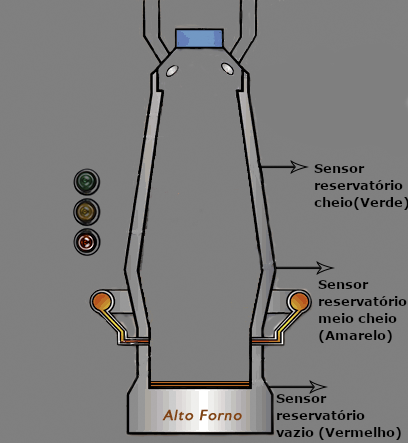 Sensor
reservatório
cheio(Verde)
Sensor
reservatório
meio cheio
(Amarelo)
Alto Forno
Sensor
reservatório
vazio (Vermelho)